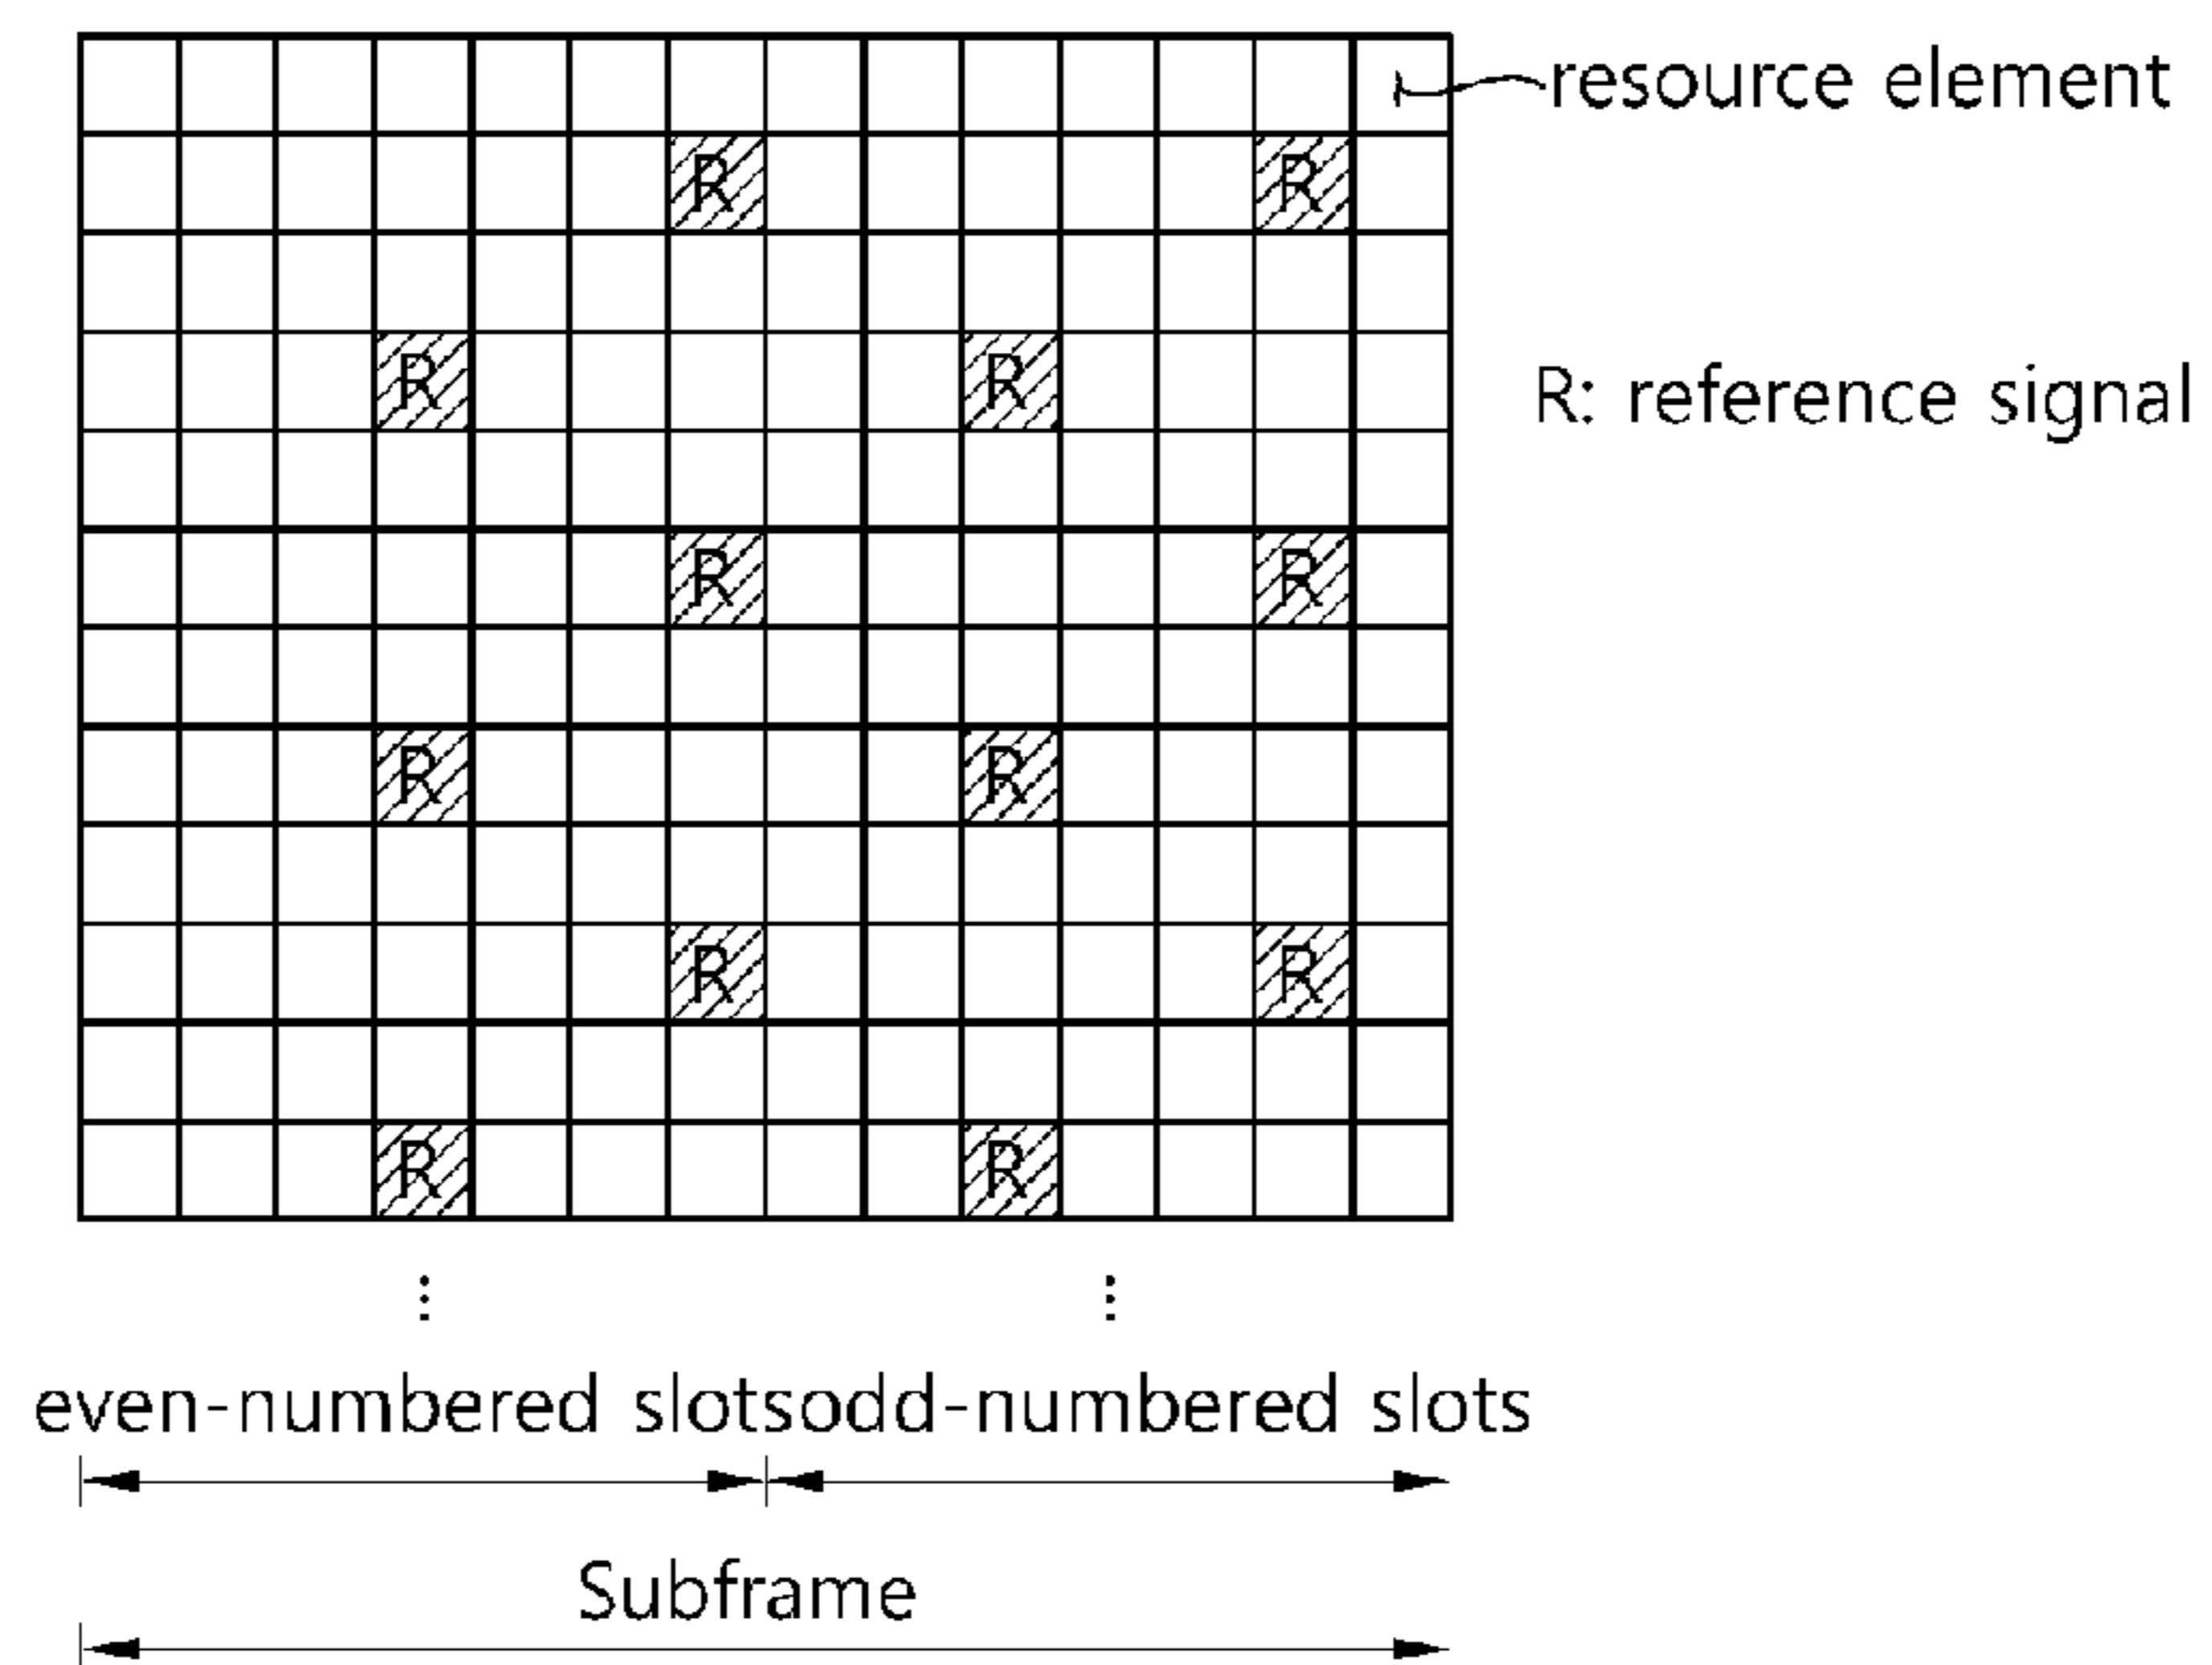 resource element
R R
R: reference signal
R R
R R
R R
R R
R R
even-numbered slotsodd-numbered slots
Subframe